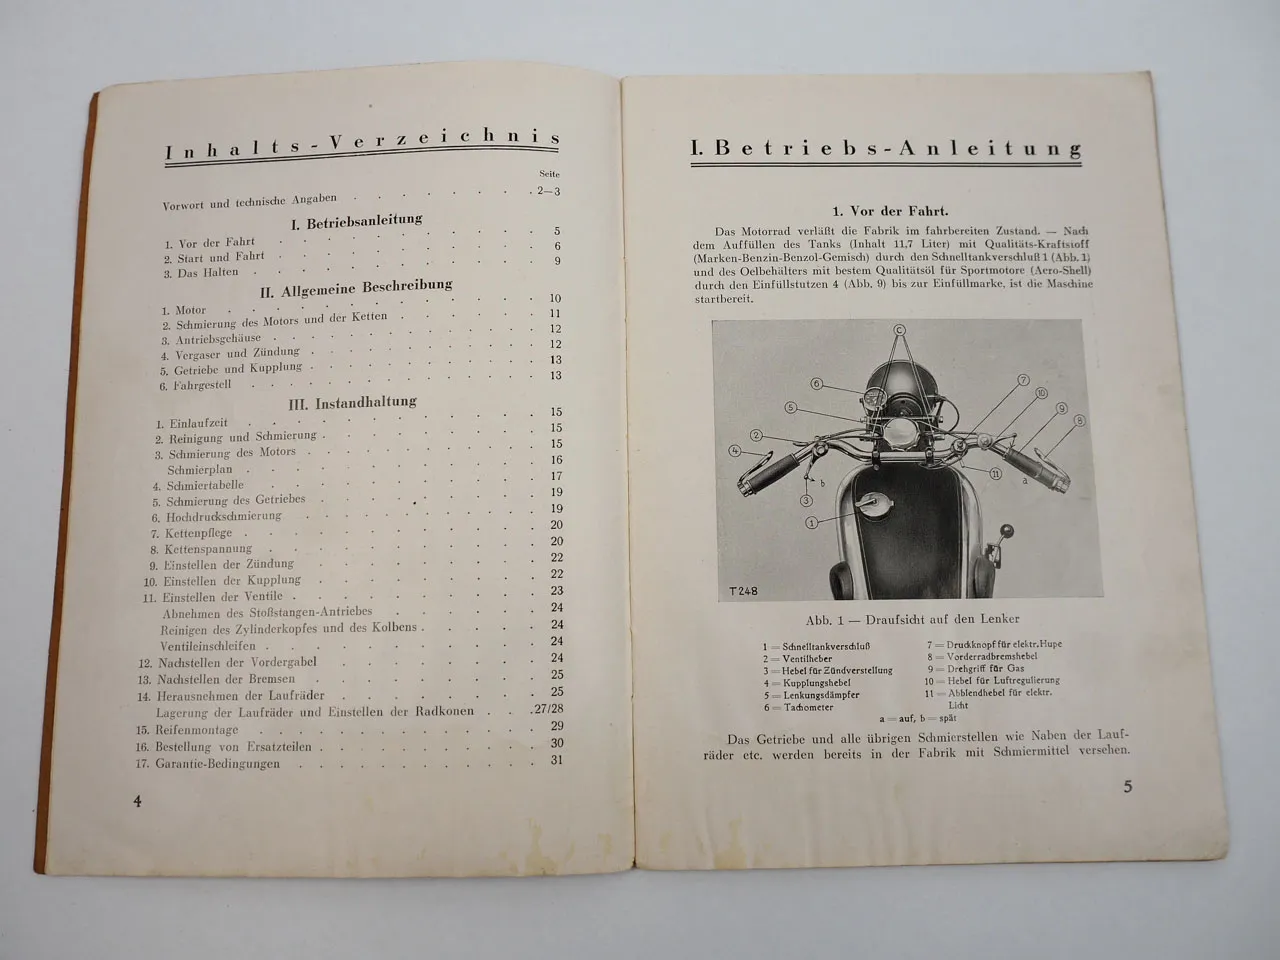 Inhalts-Verzeichnis
Seite
Vorwort und technische Angaben . . . . . . 2—3
I. Betriebsanleitung
1. Vor der Fahrt . . . . . . . . 5
2. Start und Fahrt . . . . . . . . 6
3. Das Halten . . . . . . . . 9
II. Allgemeine Beschreibung
1. Motor . . . . . . . . . 10
2. Schmierung des Motors und der Ketten . . . . . 11
3. Antriebsgehäuse . . . . . . . . 12
4. Vergaser und Zündung . . . . . . . 12
5. Getriebe und Kupplung . . . . . . . 13
6. Fahrgestell . . . . . . . . 13
III. Instandhaltung
1. Einlaufzeit . . . . . . . . 15
2. Reinigung und Schmierung . . . . . . . 15
3. Schmierung des Motors . . . . . . . 15
Schmierplan . . . . . . . . 16
4. Schmiertabelle . . . . . . . . 17
5. Schmierung des Getriebes . . . . . . 19
6. Hochdruckschmierung . . . . . . . 19
7. Kettenpflege . . . . . . . . 20
8. Kettenspannung . . . . . . . . 20
9. Einstellen der Zündung . . . . . . 22
10. Einstellen der Kupplung . . . . . . 22
11. Einstellen der Ventile . . . . . . . 23
Abnehmen des Stoßstangen-Antriebes . . . . 24
Reinigen des Zylinderkopfes und des Kolbens . . . . 24
Ventileinschleifen . . . . . . . . 24
12. Nachstellen der Vordergabel . . . . . . 24
13. Nachstellen der Bremsen . . . . . . 25
14. Herausnehmen der Laufräder . . . . . . 25
Lagerung der Laufräder und Einstellen der Radkonen . . . 27/28
15. Reifenmontage . . . . . . . . 29
16. Bestellung von Ersatzteilen . . . . . . 30
17. Garantie-Bedingungen . . . . . . . 31
4
I. Betriebs-Anleitung
1. Vor der Fahrt.
Das Motorrad verläßt die Fabrik im fahrbereiten Zustand. — Nach
dem Auffüllen des Tanks (Inhalt 11,7 Liter) mit Qualitäts-Kraftstoff
(Marken-Benzin-Benzol-Gemisch) durch den Schnelltankverschluß 1 (Abb. 1)
und des Oelbehälters mit bestem Qualitätsöl für Sportmotore (Aero-Shell)
durch den Einfüllstutzen 4 (Abb. 9) bis zur Einfüllmarke, ist die Maschine
startbereit.
C
6
7
10
5
9
8
2
4
11
a
b
3
1
T 248
Abb. 1 — Draufsicht auf den Lenker
1 = Schnelltankverschluß
2 = Ventilheber
3 = Hebel für Zündverstellung
4 = Kupplungshebel
5 = Lenkungsdämpfer
6 = Tachometer
7 = Druckknopf für elektr. Hupe
8 = Vorderradbremshebel
9 = Drehgriff für Gas
10 = Hebel für Luftregulierung
11 = Abblendhebel für elektr.
Licht
a = auf, b = spät
Das Getriebe und alle übrigen Schmierstellen wie Naben der Lauf-
räder etc. werden bereits in der Fabrik mit Schmiermittel versehen.
5